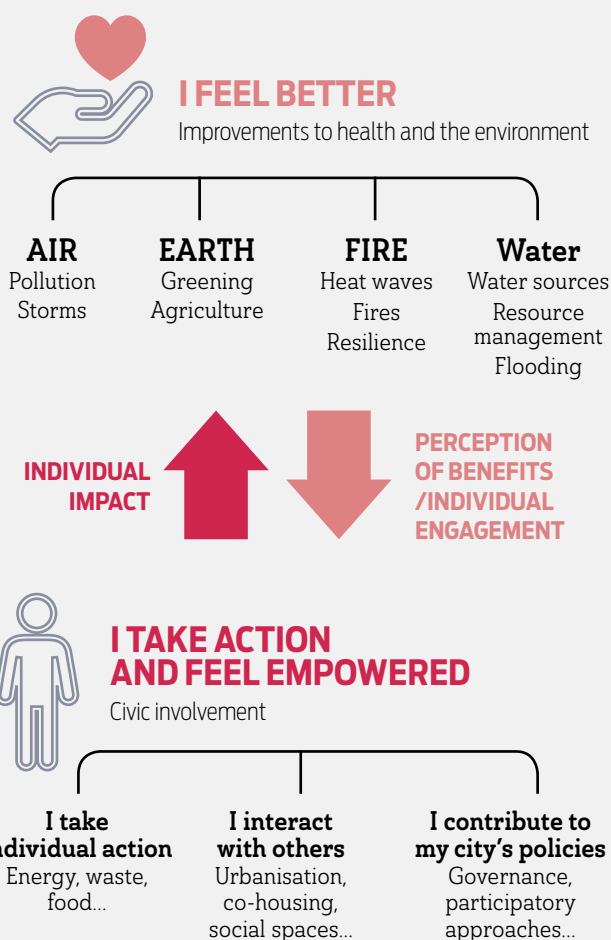 I FEEL BETTER
Improvements to health and the environment
AIR
Pollution
Storms
EARTH
Greening
Agriculture
FIRE
Heat waves
Fires
Resilience
Water
Water sources
Resource
management
Flooding
INDIVIDUAL
IMPACT
PERCEPTION
OF BENEFITS
/INDIVIDUAL
ENGAGEMENT
I TAKE ACTION
AND FEEL EMPOWERED
Civic involvement
I take
individual action
Energy, waste,
food...
I interact
with others
Urbanisation,
co-housing,
social spaces...
I contribute to
my city's policies
Governance,
participatory
approaches...